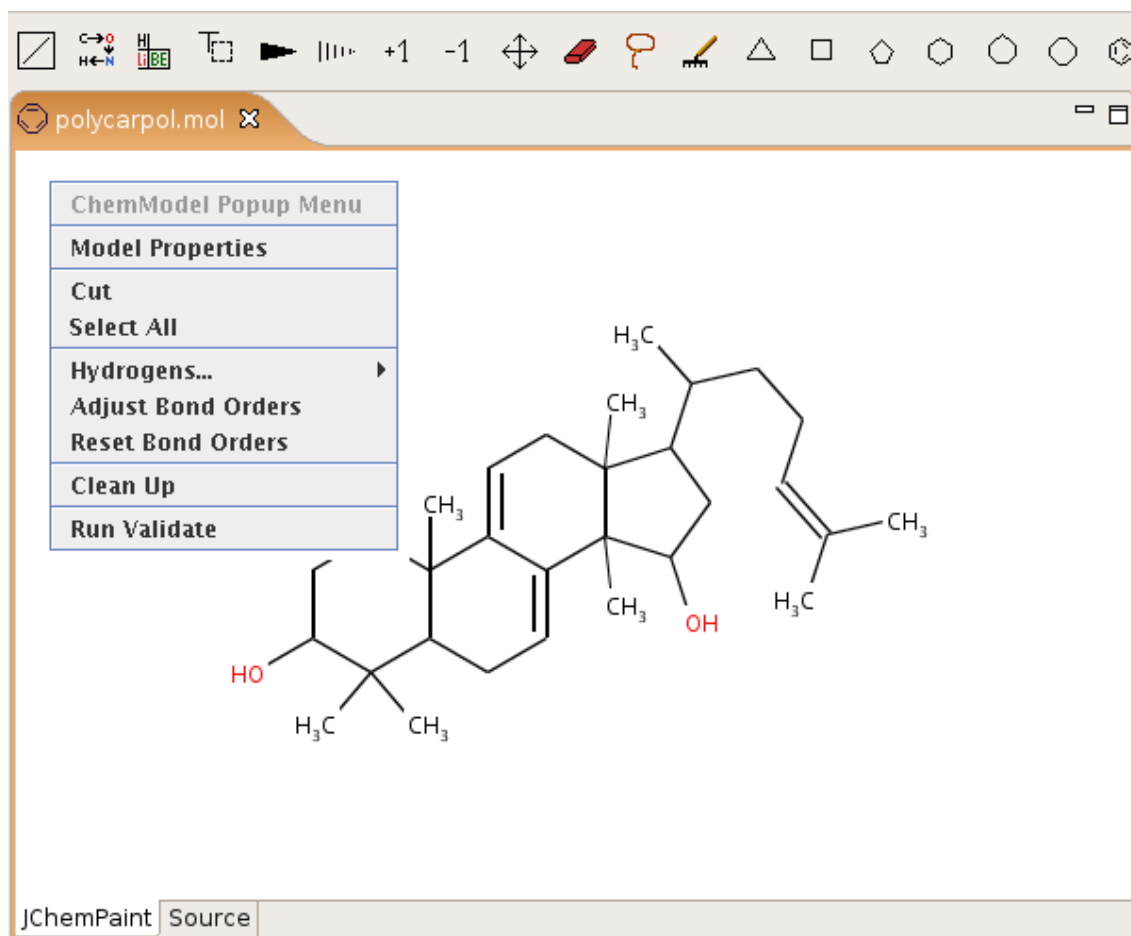 C→O
H←N
H
LiBE
T
+1 -1
polycarpol.mol
ChemModel Popup Menu
Model Properties
Cut
Select All
Hydrogens...
Adjust Bond Orders
Reset Bond Orders
Clean Up
Run Validate
H₃C
CH₃
CH₃
CH₃
CH₃
H₃C
OH
HO
H₃C
CH₃
JChemPaint Source